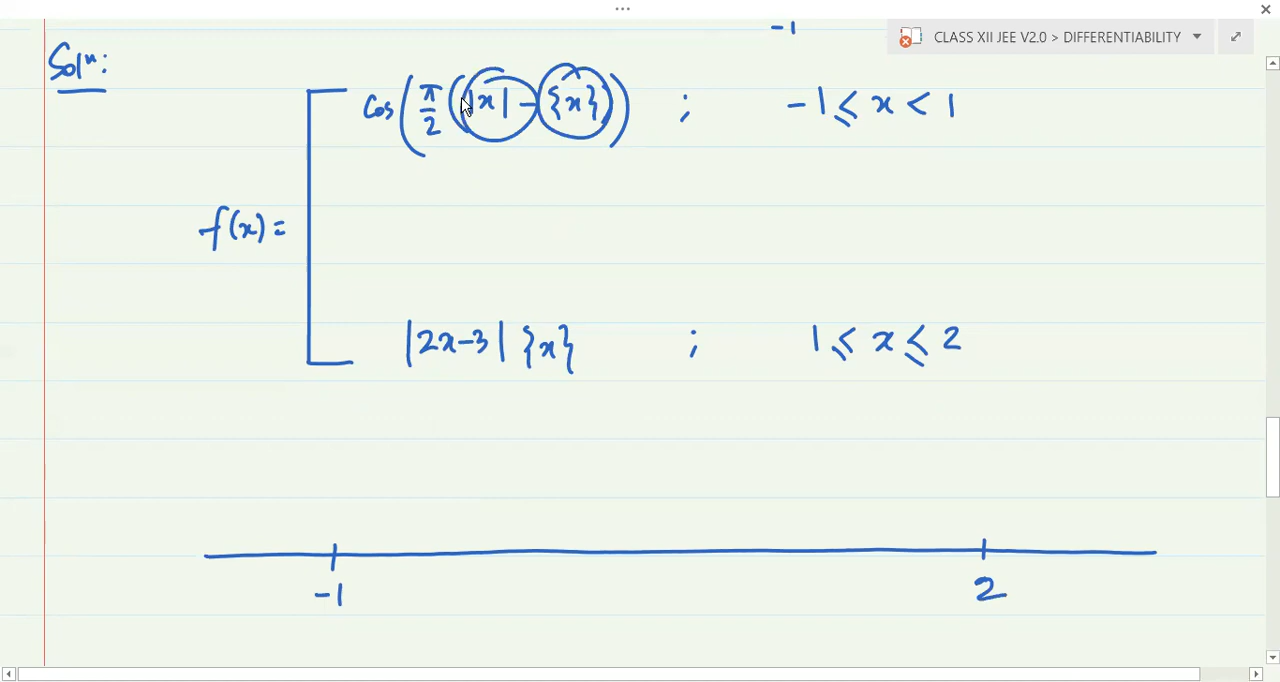 -1
CLASS XII JEE V2.0 > DIFFERENTIABILITY
Solⁿ:
cos(π/2(|x| - {x})) ; -1 ≤ x < 1
f(x) =
|2x-3| {x} ; 1 ≤ x ≤ 2
-1 2